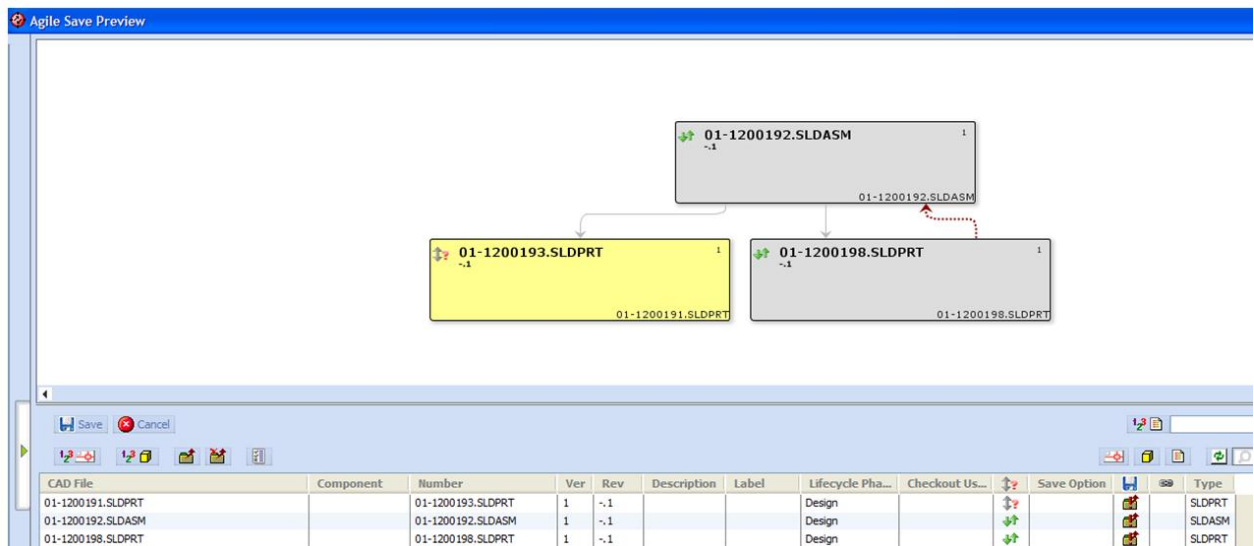 Agile Save Preview
01-1200192.SLDASM 1
-.1
01-1200192.SLDASM
01-1200193.SLDPRT 1
-.1
01-1200191.SLDPRT
01-1200198.SLDPRT 1
-.1
01-1200198.SLDPRT
Save Cancel
CAD File Component Number Ver Rev Description Label Lifecycle Pha... Checkout Us... Save Option Type
01-1200191.SLDPRT 01-1200193.SLDPRT 1 -.1 Design SLDPRT
01-1200192.SLDASM 01-1200192.SLDASM 1 -.1 Design SLDASM
01-1200198.SLDPRT 01-1200198.SLDPRT 1 -.1 Design SLDPRT